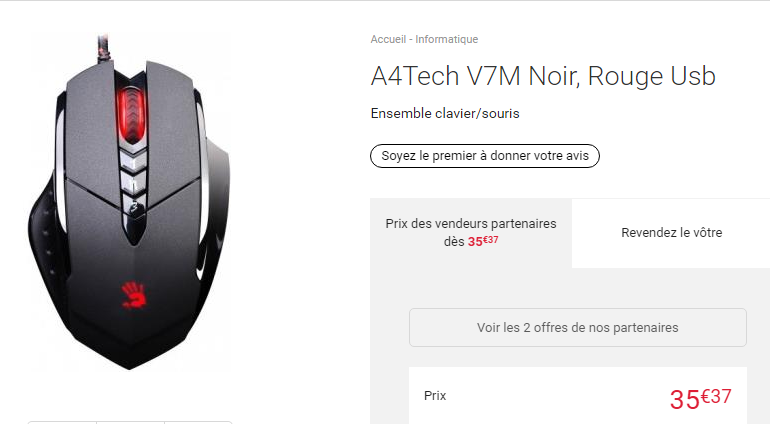 Accueil - Informatique
A4Tech V7M Noir, Rouge Usb
Ensemble clavier/souris
Soyez le premier à donner votre avis
Prix des vendeurs partenaires
dès 35€37
Revendez le vôtre
Voir les 2 offres de nos partenaires
Prix
35€37